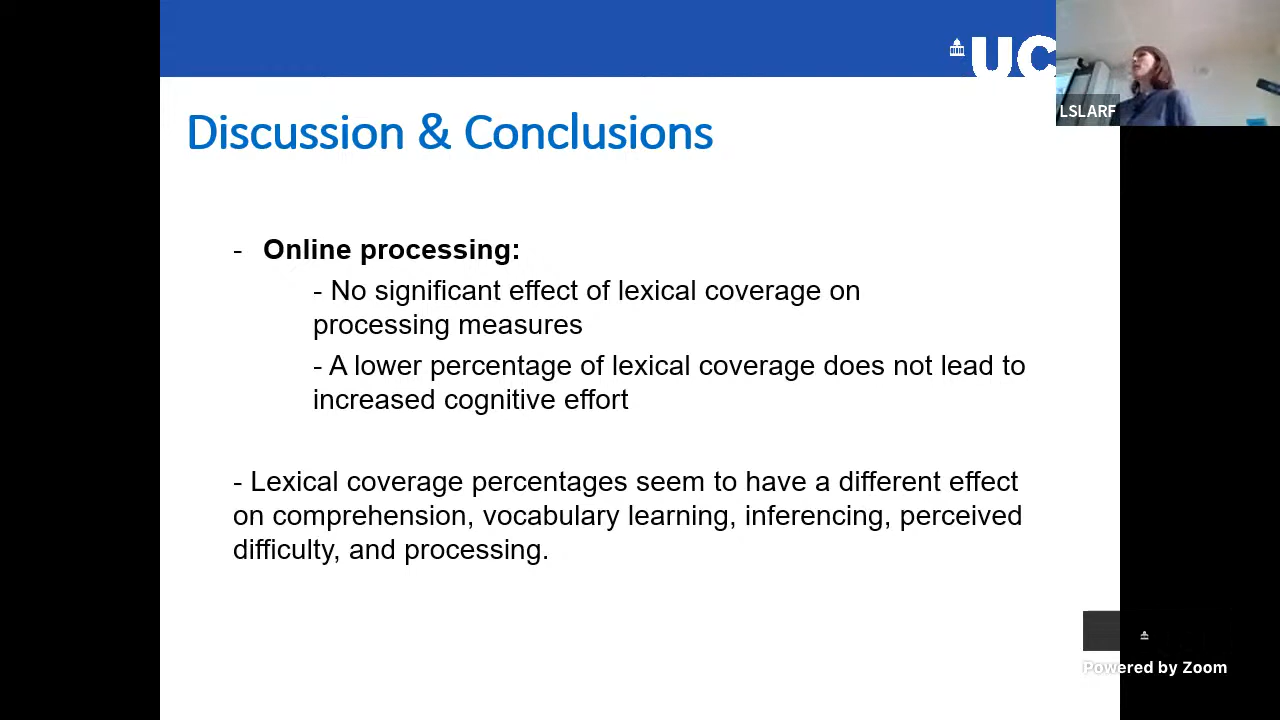 UC
LSLARF
Discussion & Conclusions
- Online processing:
- No significant effect of lexical coverage on
processing measures
- A lower percentage of lexical coverage does not lead to
increased cognitive effort
- Lexical coverage percentages seem to have a different effect
on comprehension, vocabulary learning, inferencing, perceived
difficulty, and processing.
Powered by Zoom